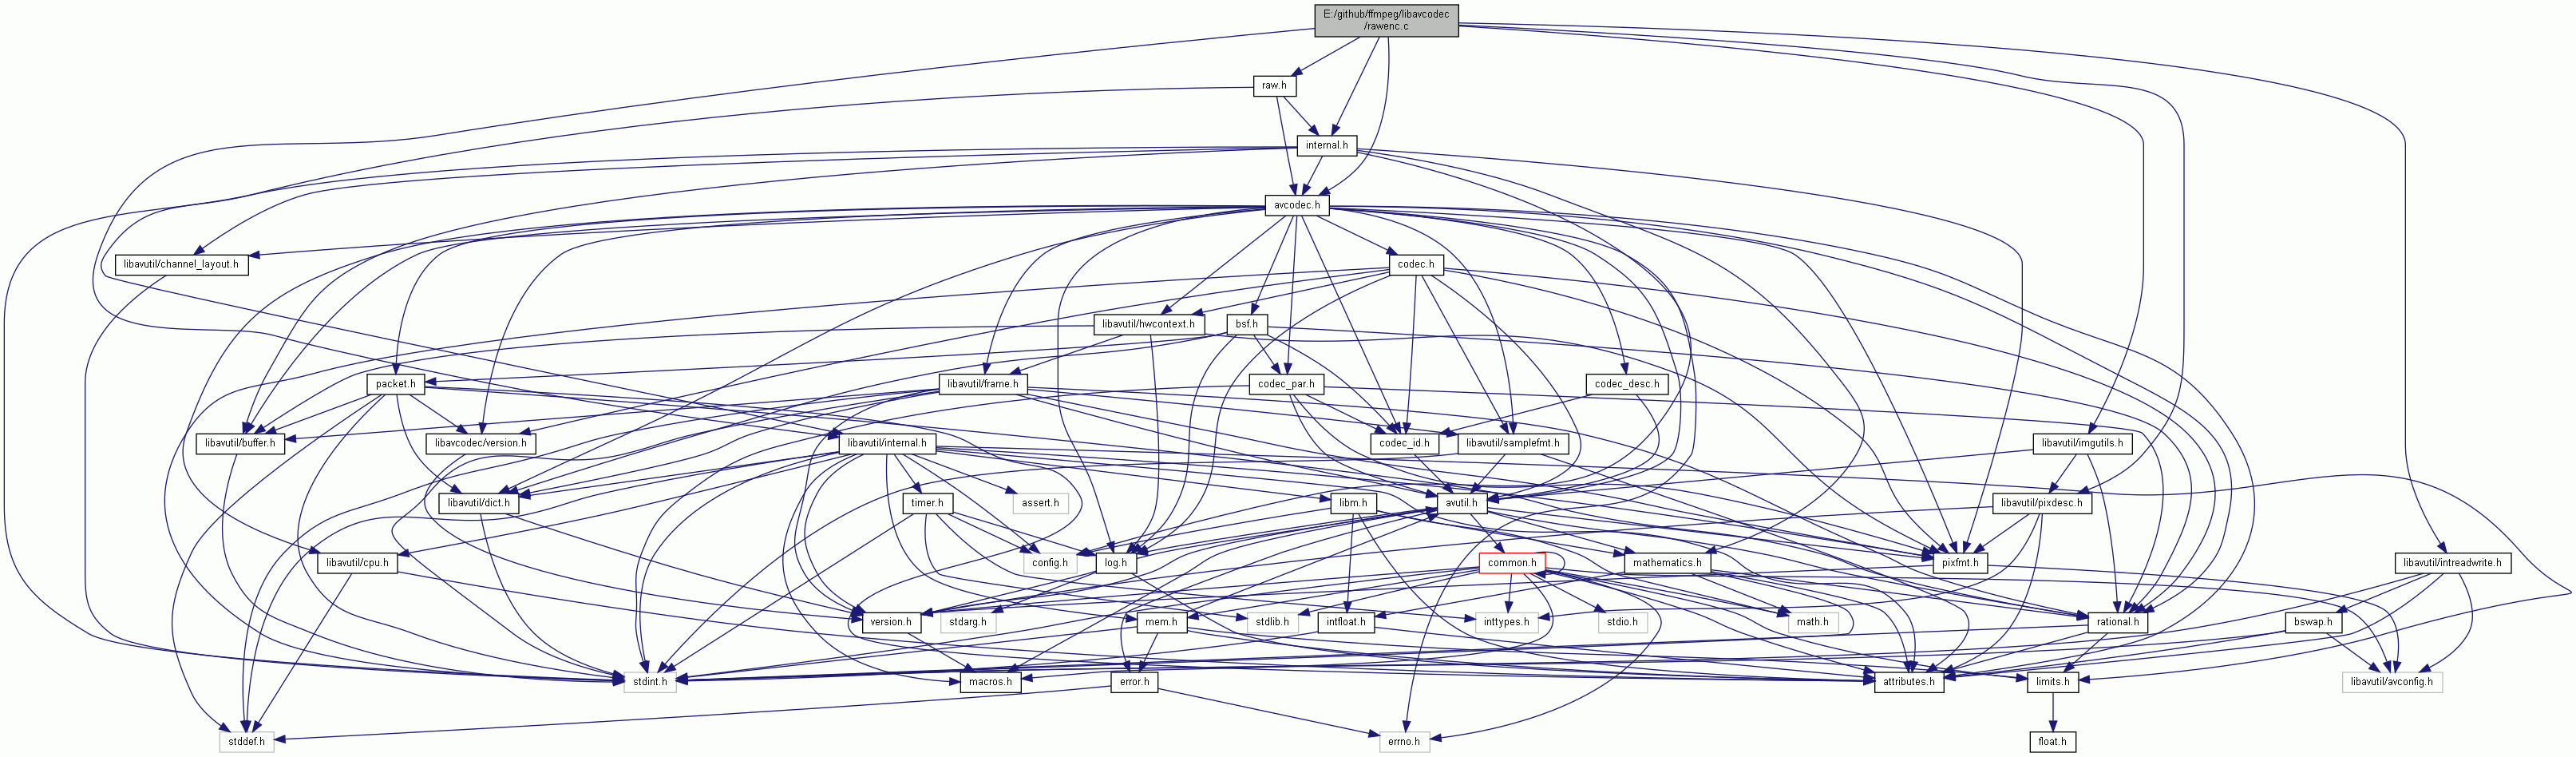 E:/github/ffmpeg/libavcodec
/rawenc.c
raw.h
internal.h
avcodec.h
libavutil/channel_layout.h
codec.h
libavutil/hwcontext.h
bsf.h
packet.h
libavutil/frame.h
codec_par.h
codec_desc.h
libavutil/buffer.h
libavcodec/version.h
libavutil/internal.h
codec_id.h
libavutil/samplefmt.h
libavutil/imgutils.h
libavutil/dict.h
timer.h
assert.h
libm.h
avutil.h
libavutil/pixdesc.h
libavutil/cpu.h
config.h
log.h
common.h
mathematics.h
pixfmt.h
libavutil/intreadwrite.h
version.h
stdarg.h
mem.h
stdlib.h
intfloat.h
inttypes.h
stdio.h
math.h
rational.h
bswap.h
stdint.h
macros.h
error.h
attributes.h
limits.h
libavutil/avconfig.h
stddef.h
errno.h
float.h